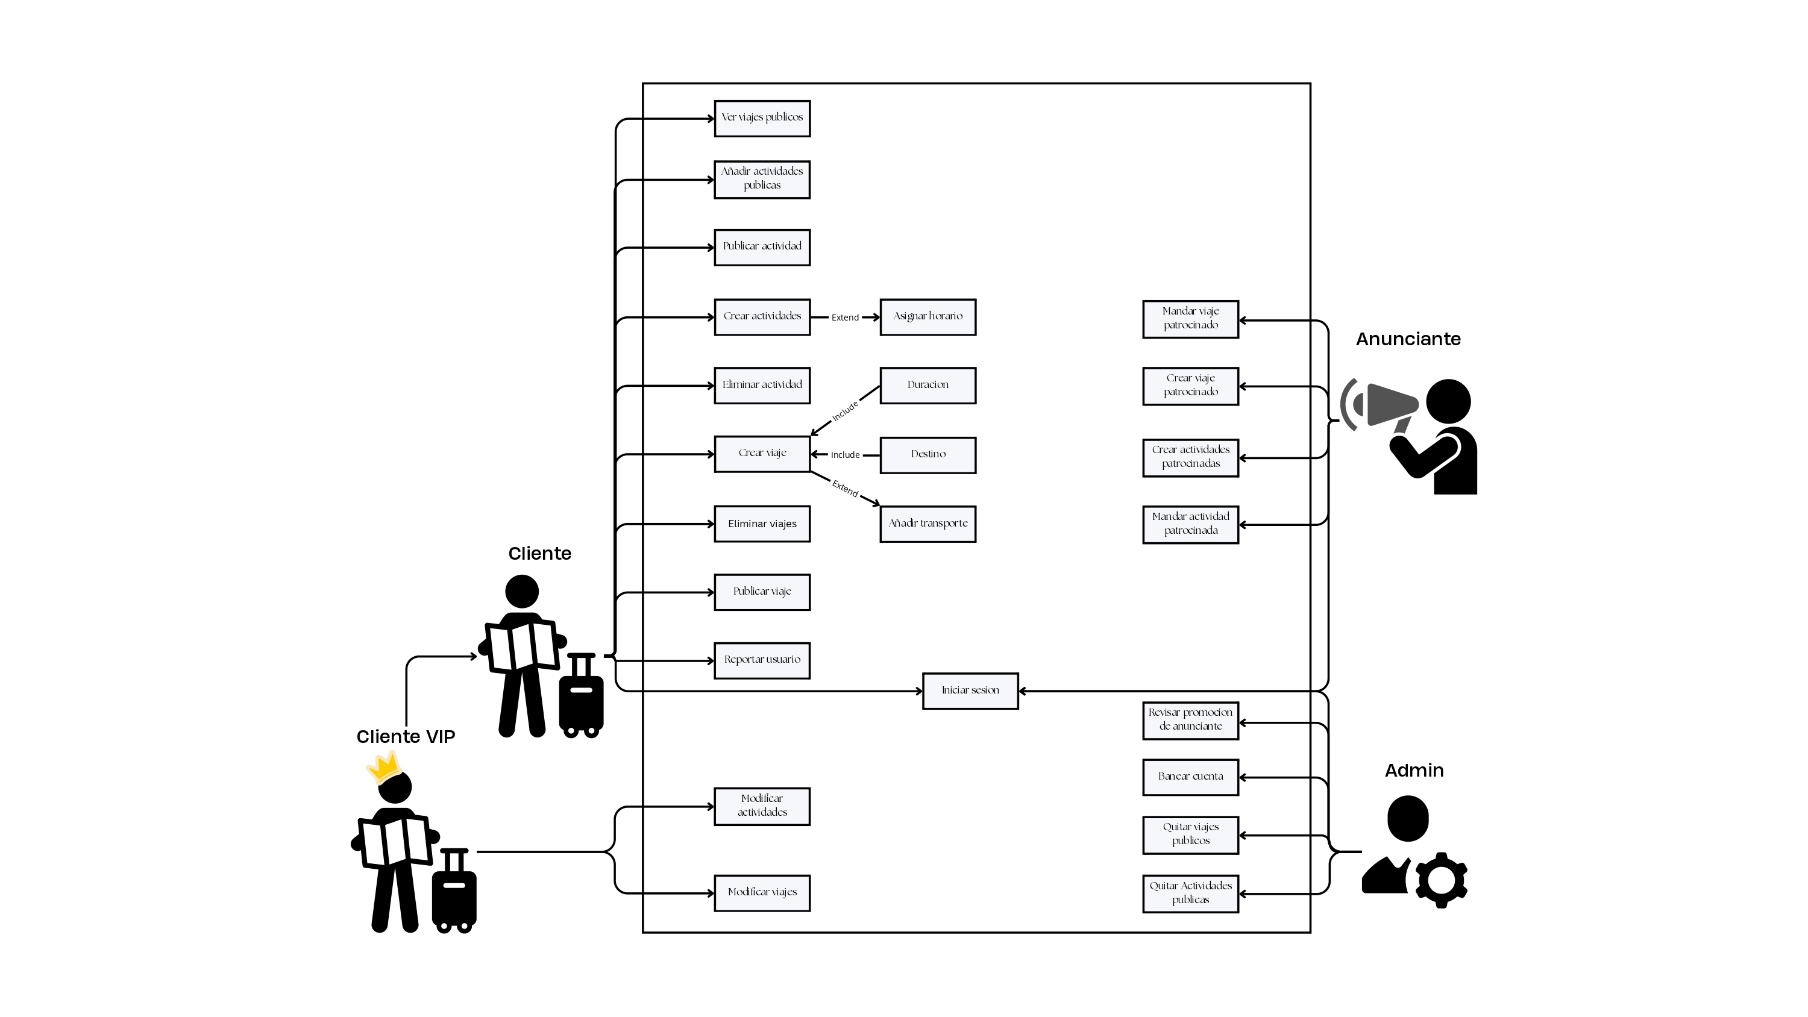 Ver viajes publicos
Añadir actividades
publicas
Publicar actividad
Crear actividades
Extend
Asignar horario
Eliminar actividad
Duracion
Include
Crear viaje
Include
Destino
Extend
Eliminar viajes
Añadir transporte
Publicar viaje
Reportar usuario
Iniciar sesion
Modificar
actividades
Modificar viajes
Cliente
Cliente VIP
Mandar viaje
patrocinado
Crear viaje
patrocinado
Crear actividades
patrocinadas
Mandar actividad
patrocinada
Anunciante
Revisar promocion
de anunciante
Banear cuenta
Quitar viajes
publicos
Quitar Actividades
publicas
Admin